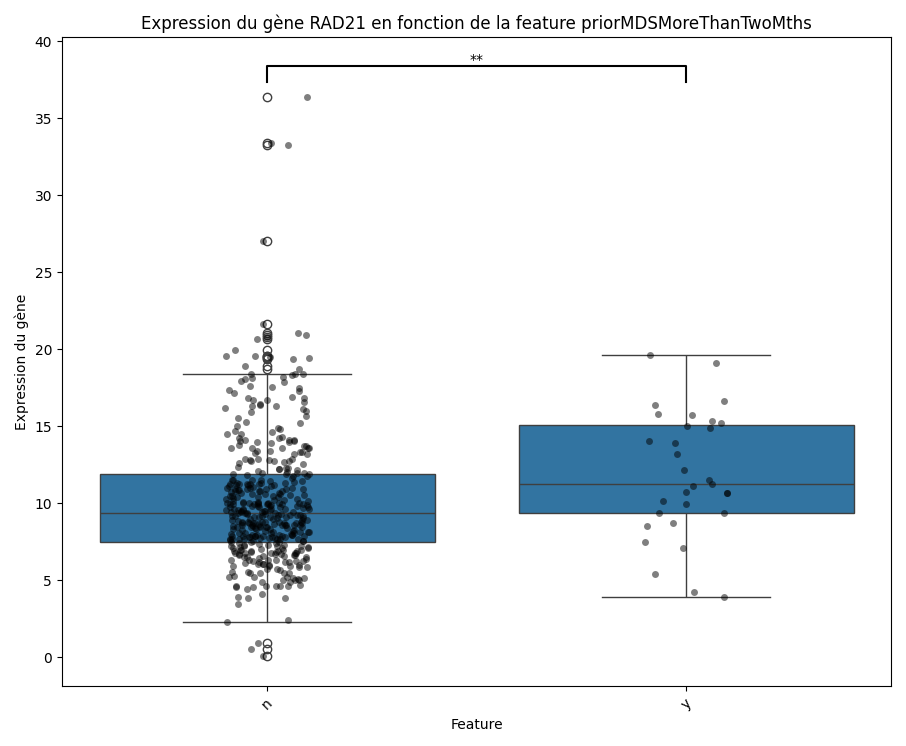 Expression du gène RAD21 en fonction de la feature priorMDSMoreThanTwoMths
**
40
35
30
25
20
15
10
5
0
Expression du gène
n
y
Feature